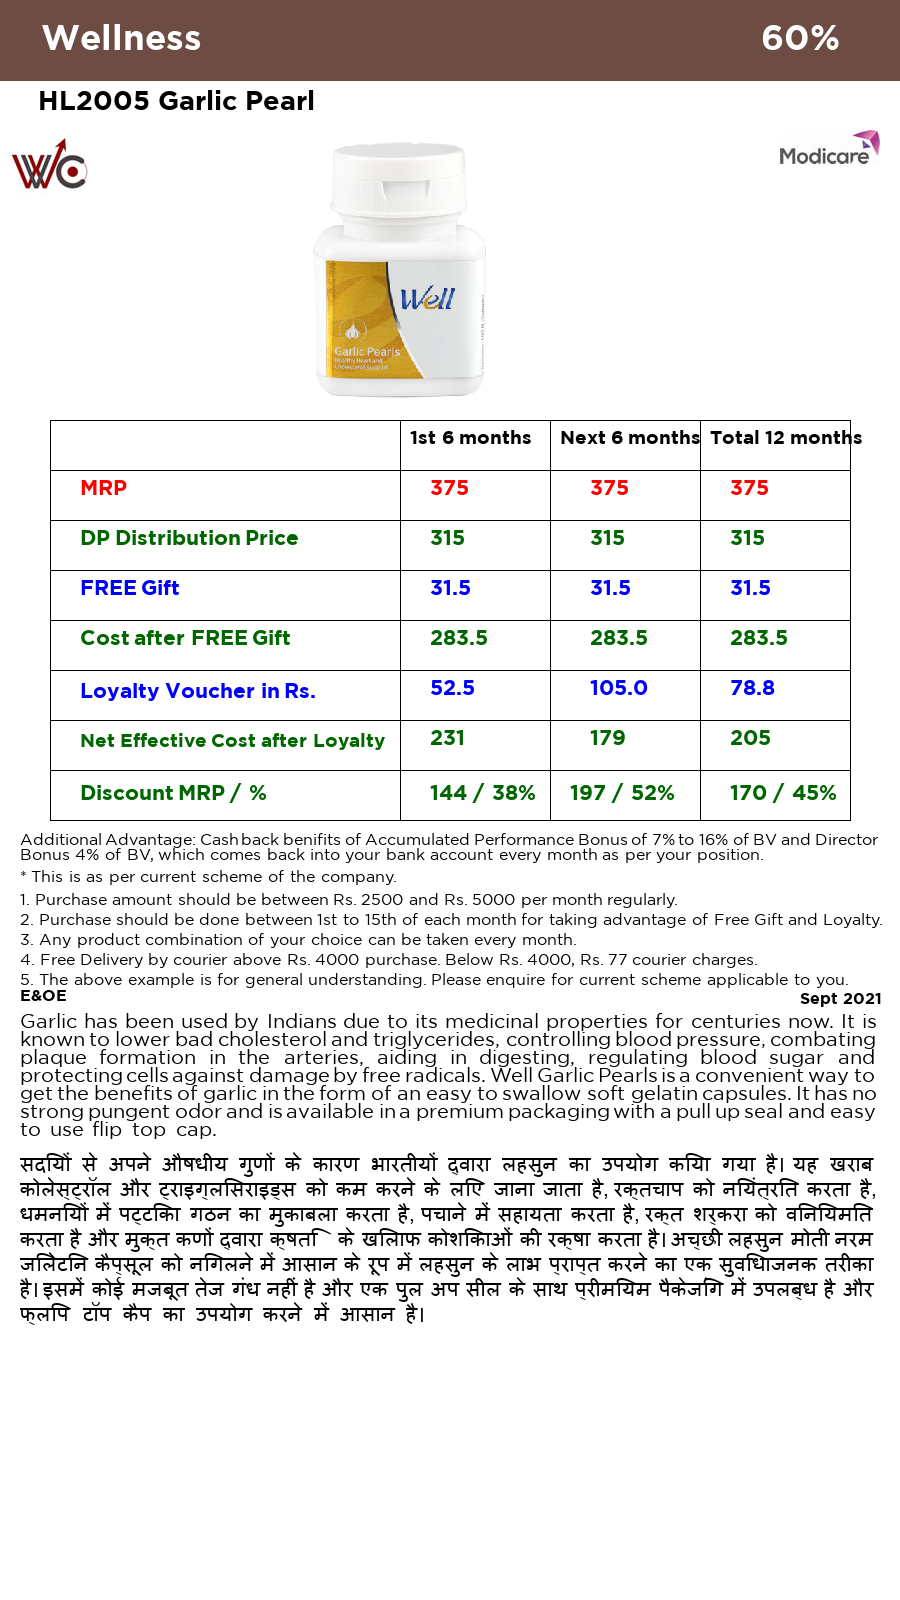 Wellness 60%
HL2005 Garlic Pearl
WC
Modicare
Well
Garlic Pearls
Healthy Heart and
Cholesterol Support
1st 6 months Next 6 months Total 12 months
MRP 375 375 375
DP Distribution Price 315 315 315
FREE Gift 31.5 31.5 31.5
Cost after FREE Gift 283.5 283.5 283.5
Loyalty Voucher in Rs. 52.5 105.0 78.8
Net Effective Cost after Loyalty 231 179 205
Discount MRP / % 144 / 38% 197 / 52% 170 / 45%
Additional Advantage: Cash back benifits of Accumulated Performance Bonus of 7% to 16% of BV and Director
Bonus 4% of BV, which comes back into your bank account every month as per your position.
* This is as per current scheme of the company.
1. Purchase amount should be between Rs. 2500 and Rs. 5000 per month regularly.
2. Purchase should be done between 1st to 15th of each month for taking advantage of Free Gift and Loyalty.
3. Any product combination of your choice can be taken every month.
4. Free Delivery by courier above Rs. 4000 purchase. Below Rs. 4000, Rs. 77 courier charges.
5. The above example is for general understanding. Please enquire for current scheme applicable to you.
E&OE Sept 2021
Garlic has been used by Indians due to its medicinal properties for centuries now. It is
known to lower bad cholesterol and triglycerides, controlling blood pressure, combating
plaque formation in the arteries, aiding in digesting, regulating blood sugar and
protecting cells against damage by free radicals. Well Garlic Pearls is a convenient way to
get the benefits of garlic in the form of an easy to swallow soft gelatin capsules. It has no
strong pungent odor and is available in a premium packaging with a pull up seal and easy
to use flip top cap.
सदियों से अपने औषधीय गुणों के कारण भारतीयों द्वारा लहसुन का उपयोग किया गया है। यह खराब
कोलेस्ट्रॉल और ट्राइग्लिसराइड्स को कम करने के लिए जाना जाता है, रक्तचाप को नियंत्रित करता है,
धमनियों में पट्टिका गठन का मुकाबला करता है, पचाने में सहायता करता है, रक्त शर्करा को विनियमित
करता है और मुक्त कणों द्वारा क्षति के खिलाफ कोशिकाओं की रक्षा करता है। अच्छी लहसुन मोती नरम
जिलेटिन कैप्सूल को निगलने में आसान के रूप में लहसुन के लाभ प्राप्त करने का एक सुविधाजनक तरीका
है। इसमें कोई मजबूत तेज गंध नहीं है और एक पुल अप सील के साथ प्रीमियम पैकेजिंग में उपलब्ध है और
फ्लिप टॉप कैप का उपयोग करने में आसान है।